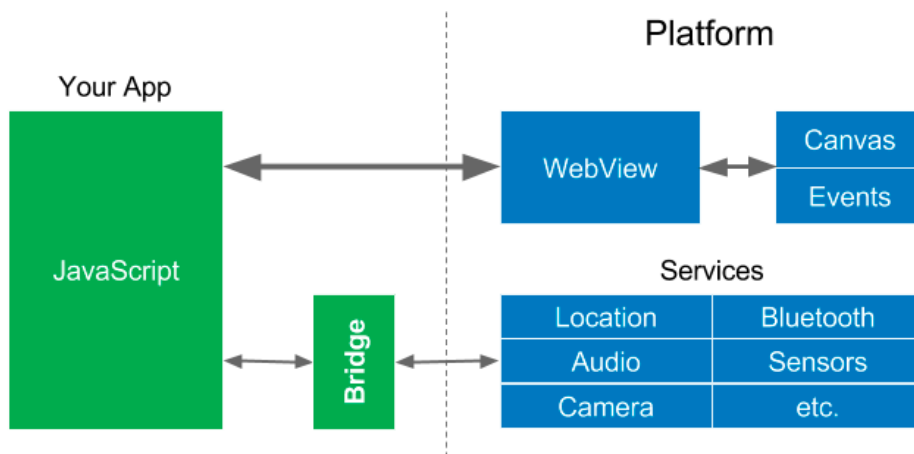 Platform
Your App
JavaScript
WebView
Canvas
Events
Bridge
Services
Location
Bluetooth
Audio
Sensors
Camera
etc.